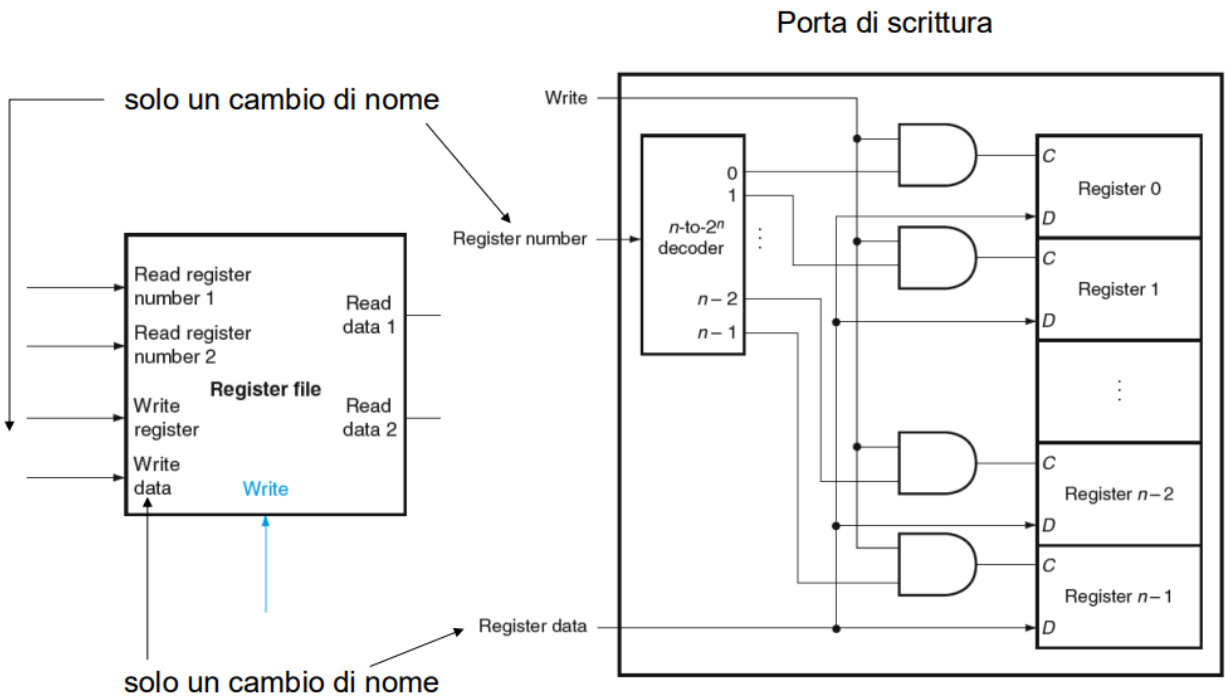 Porta di scrittura
solo un cambio di nome
Read register
number 1
Read register
number 2
Register file
Write
register
Write
data
Write
Read
data 1
Read
data 2
solo un cambio di nome
Write
Register number
Register data
n-to-2ⁿ
decoder
0
1
⋮
n – 2
n – 1
C
Register 0
D
C
Register 1
D
⋮
C
Register n – 2
D
C
Register n – 1
D